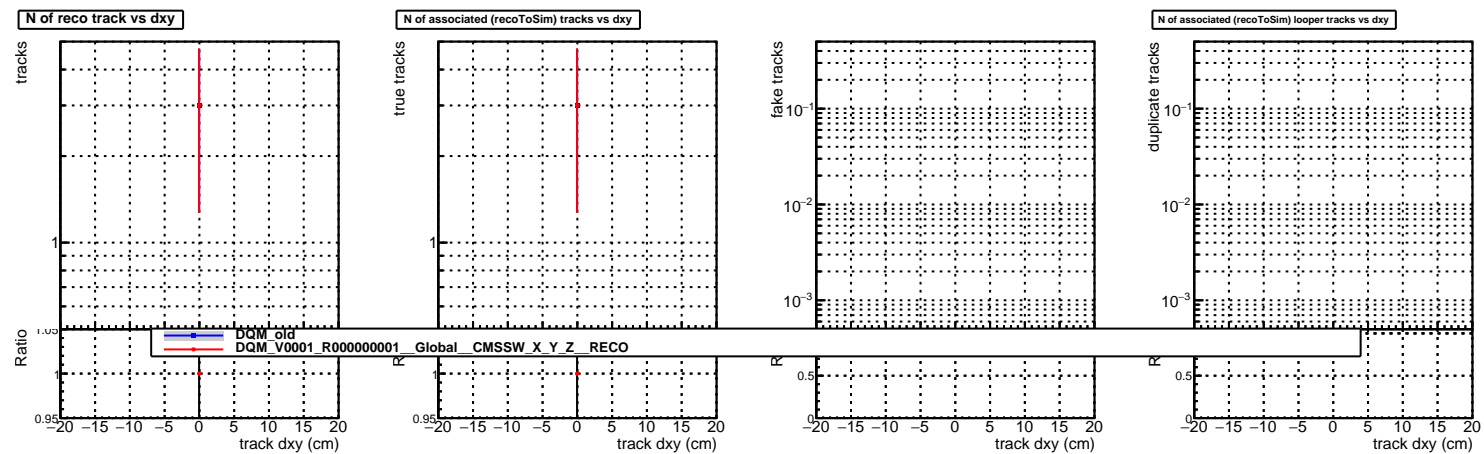 N of reco track vs dxy
N of associated (recoToSim) tracks vs dxy
N of associated (recoToSim) looper tracks vs dxy
tracks
1
true tracks
1
fake tracks
10−1
10−2
10−3
duplicate tracks
10−1
10−2
10−3
DQM_old
DQM_V0001_R000000001__Global__CMSSW_X_Y_Z__RECO
Ratio
1.05
1
0.95
−20 −15 −10 −5 0 5 10 15 20
track dxy (cm)
1
0.95
−20 −15 −10 −5 0 5 10 15 20
track dxy (cm)
0.5
0
−20 −15 −10 −5 0 5 10 15 20
track dxy (cm)
0.5
0
−20 −15 −10 −5 0 5 10 15 20
track dxy (cm)